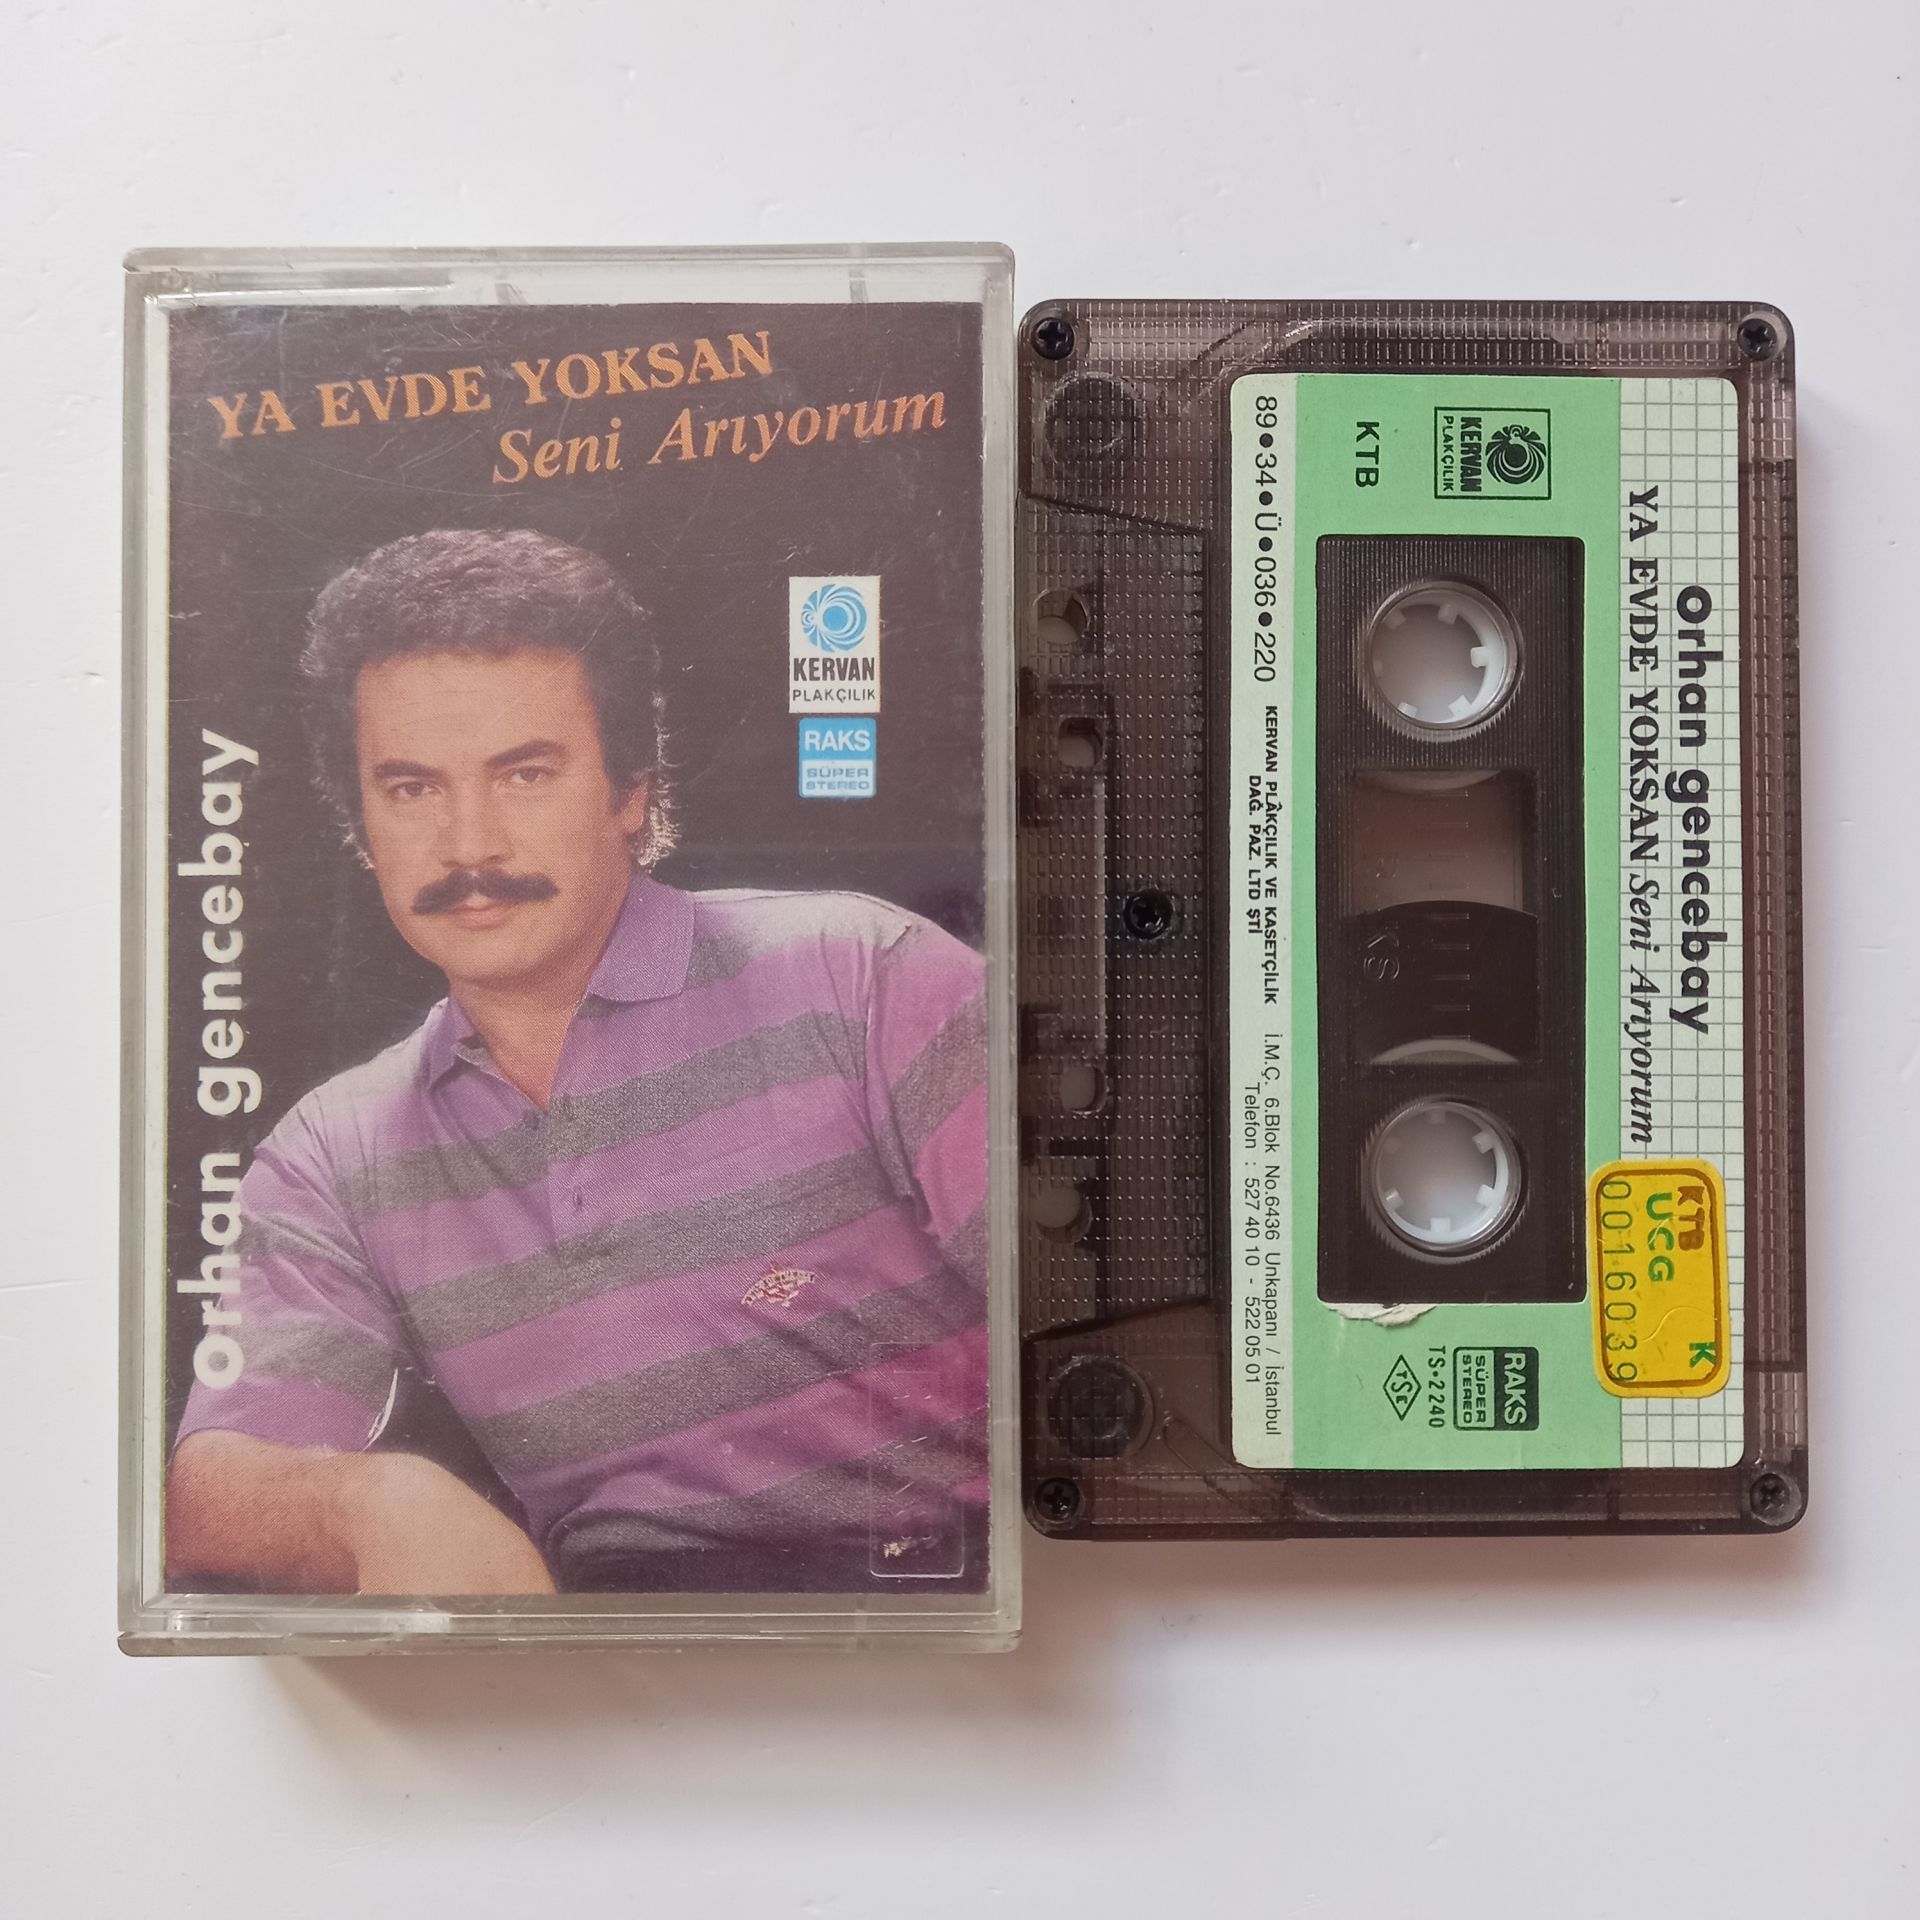 YA EVDE YOKSAN
Seni Arıyorum
orhan gencebay
KERVAN
PLAKÇILIK
RAKS
SÜPER
STEREO
orhan gencebay
YA EVDE YOKSAN Seni Arıyorum
KERVAN
PLAKÇILIK
KTB
KTB
UCG K
0016039
RAKS
SÜPER
STEREO
TS•2240
TSE
KS
89•34•Ü•036•220
KERVAN PLÂKÇILIK VE KASETÇİLİK
DAĞ. PAZ. LTD ŞTİ
İ.M.Ç. 6.Blok No.6436 Unkapanı / İstanbul
Telefon : 527 40 10 - 522 05 01